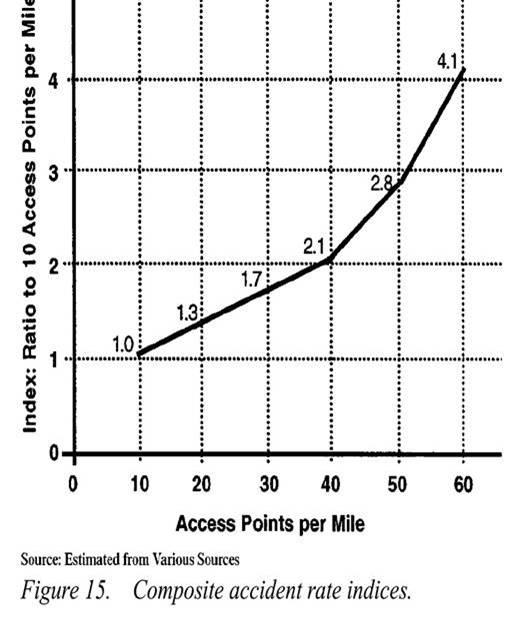 Index: Ratio to 10 Access Points per Mile
4
3
2
1
0
4.1
2.8
2.1
1.7
1.3
1.0
0 10 20 30 40 50 60
Access Points per Mile
Source: Estimated from Various Sources
Figure 15. Composite accident rate indices.